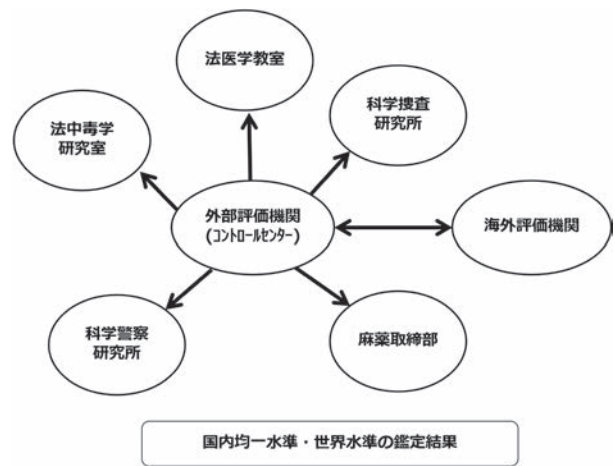 法医学教室
科学捜査
研究所
法中毒学
研究室
外部評価機関
(コントロールセンター)
海外評価機関
科学警察
研究所
麻薬取締部
国内均一水準・世界水準の鑑定結果